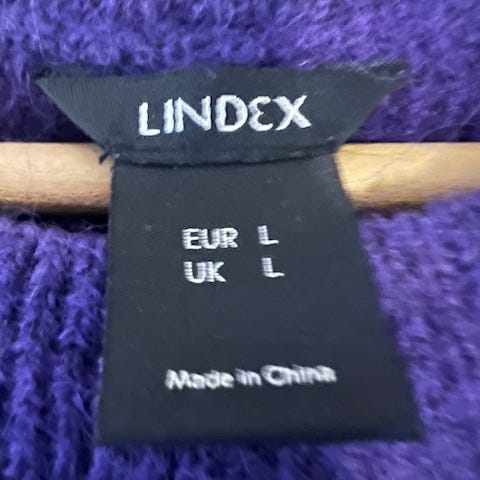 LINDEX
EUR L
UK L
Made in China